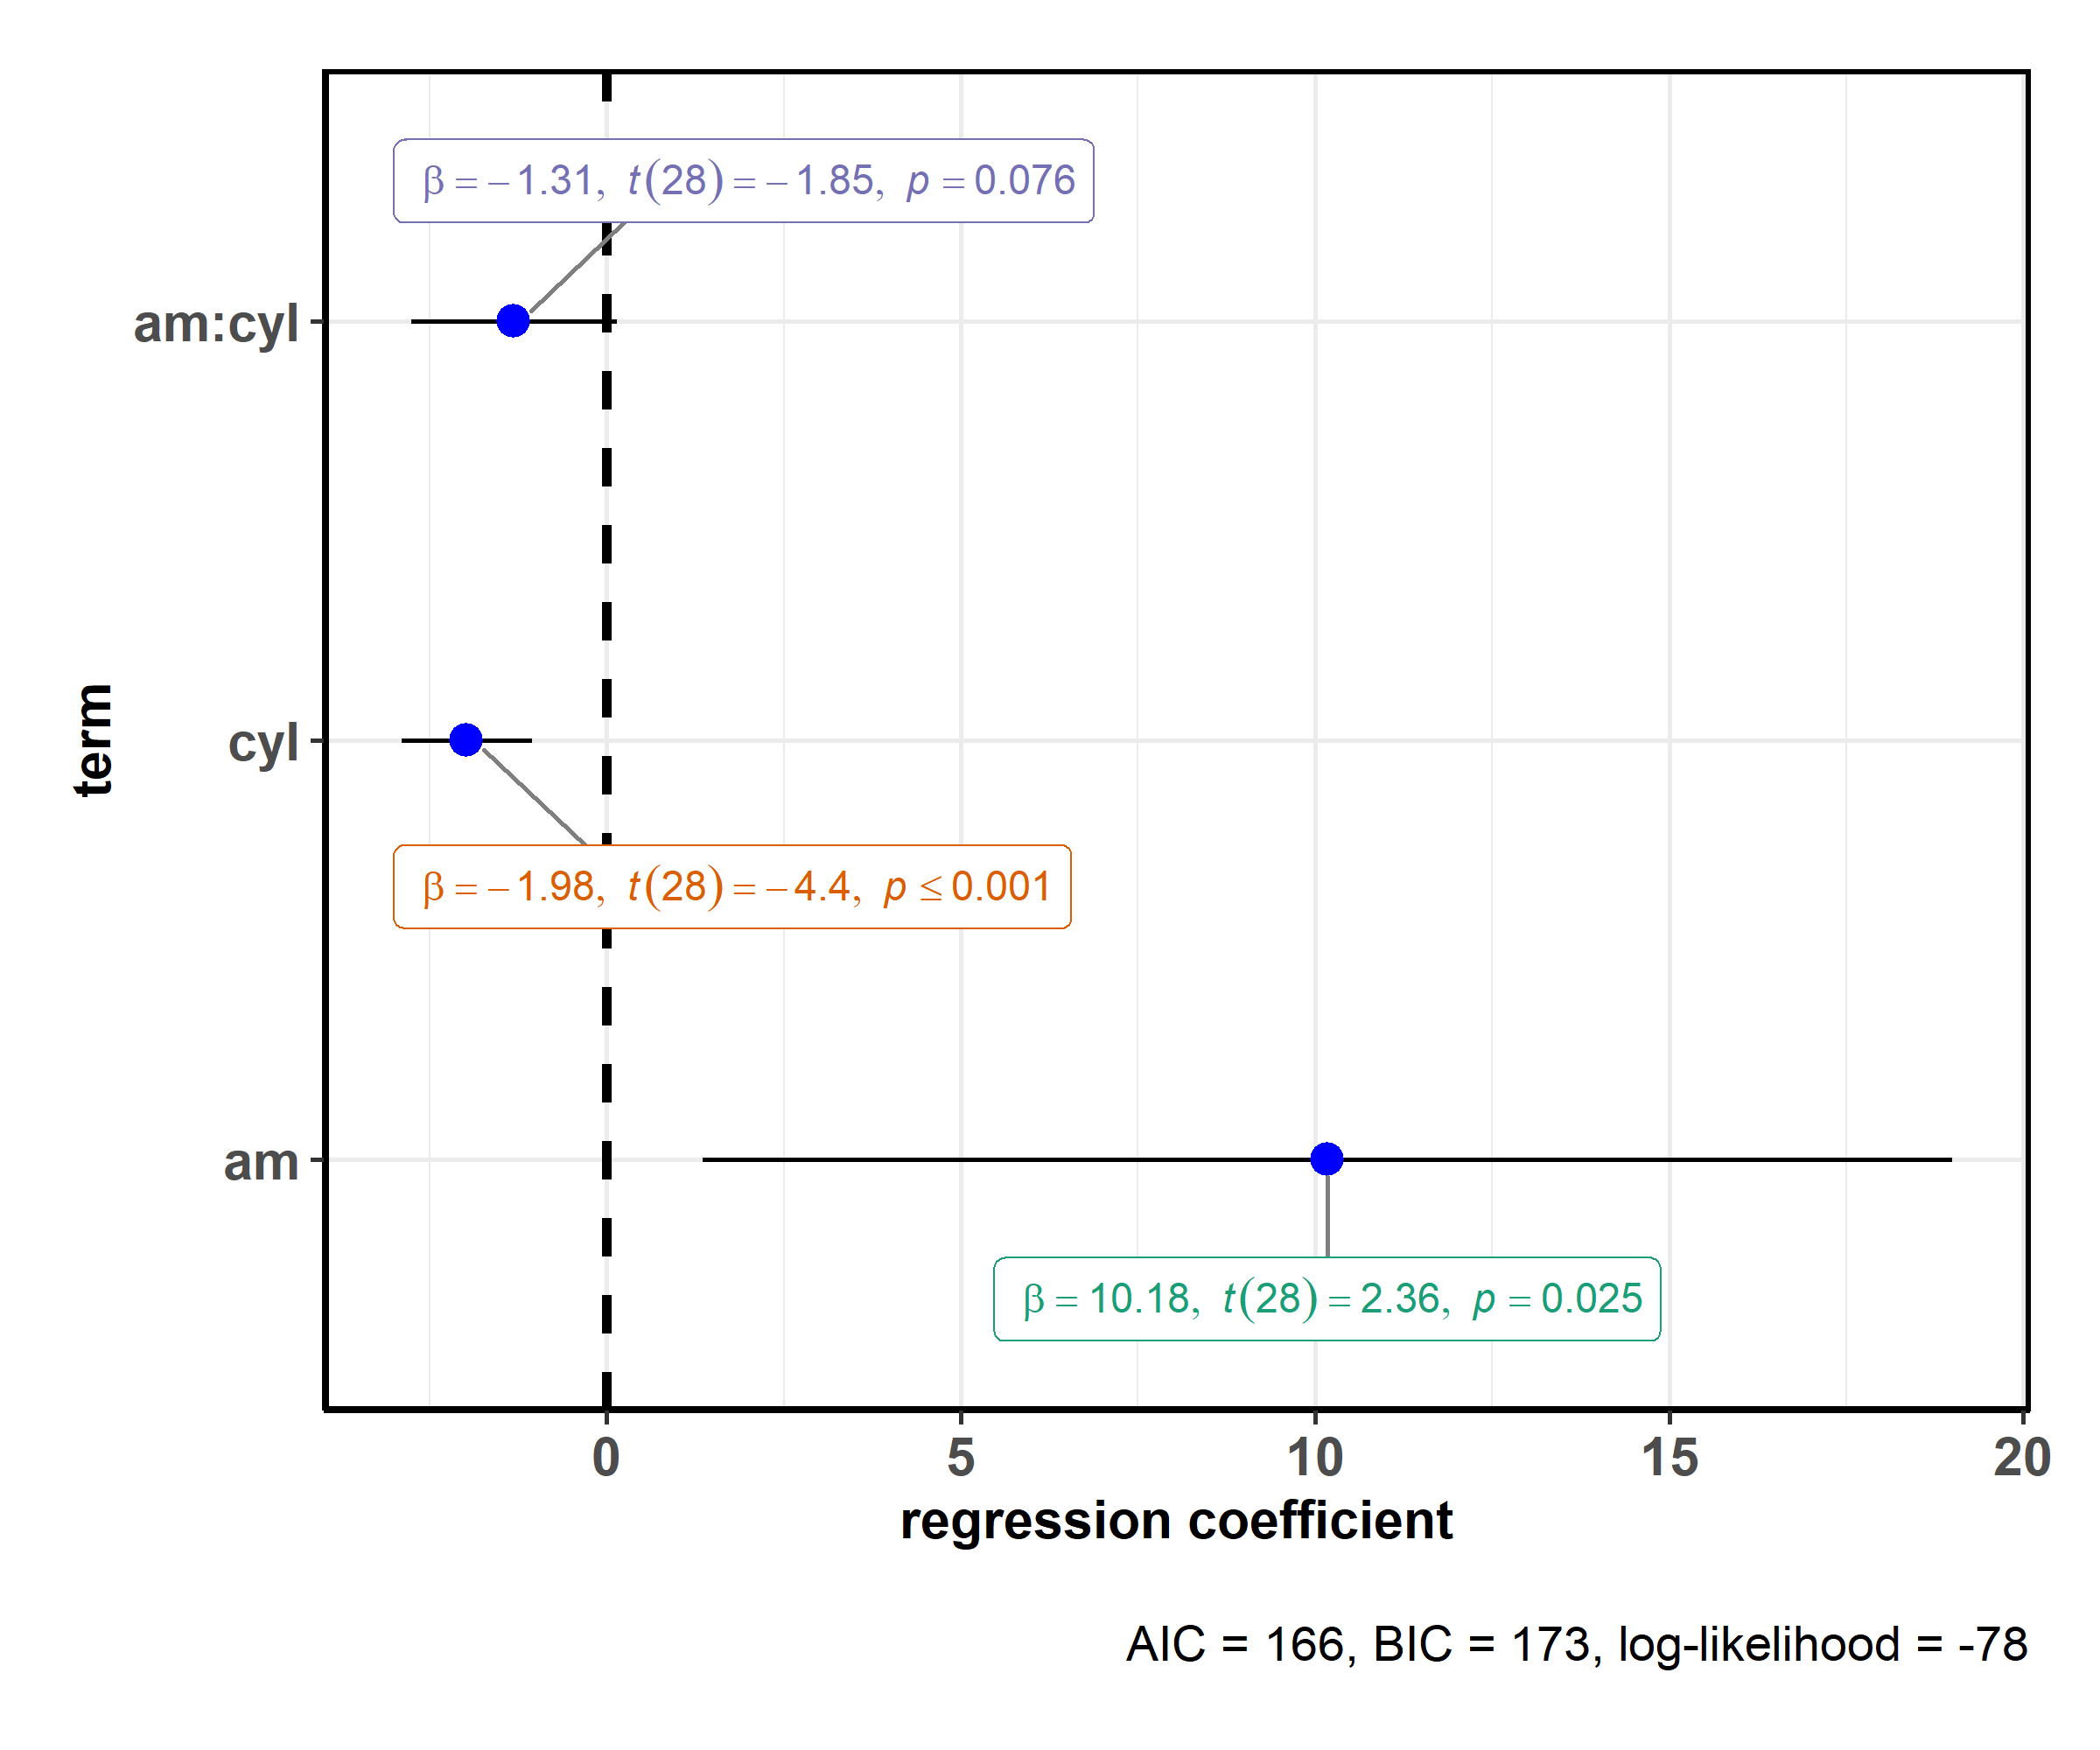 β = −1.31, t(28) = −1.85, p = 0.076
am:cyl
term
cyl
β = −1.98, t(28) = −4.4, p ≤ 0.001
am
β = 10.18, t(28) = 2.36, p = 0.025
0 5 10 15 20
regression coefficient
AIC = 166, BIC = 173, log-likelihood = -78